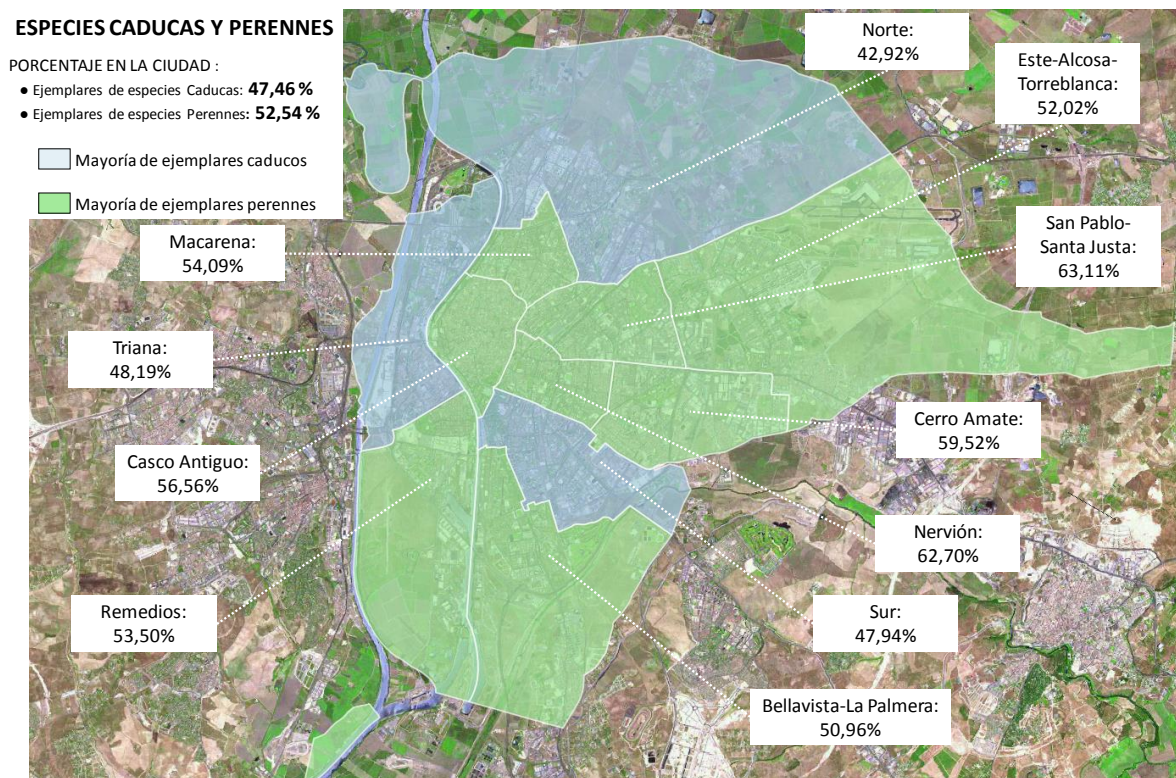 ESPECIES CADUCAS Y PERENNES
PORCENTAJE EN LA CIUDAD :
• Ejemplares de especies Caducas: 47,46 %
• Ejemplares de especies Perennes: 52,54 %
Mayoría de ejemplares caducos
Mayoría de ejemplares perennes
Norte:
42,92%
Este-Alcosa-
Torreblanca:
52,02%
San Pablo-
Santa Justa:
63,11%
Macarena:
54,09%
Triana:
48,19%
Casco Antiguo:
56,56%
Cerro Amate:
59,52%
Nervión:
62,70%
Remedios:
53,50%
Sur:
47,94%
Bellavista-La Palmera:
50,96%